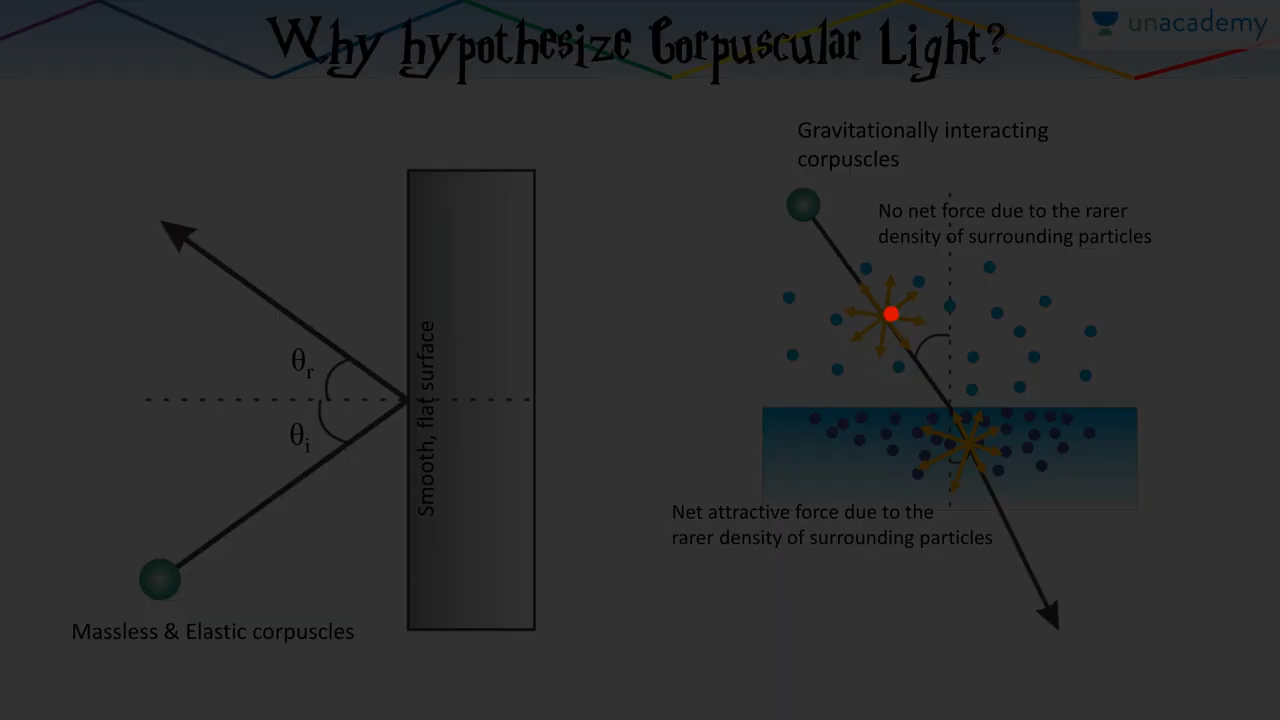 Why hypothesize Corpuscular Light?
unacademy
Gravitationally interacting
corpuscles
No net force due to the rarer
density of surrounding particles
θr
θi
Smooth, flat surface
Net attractive force due to the
rarer density of surrounding particles
Massless & Elastic corpuscles